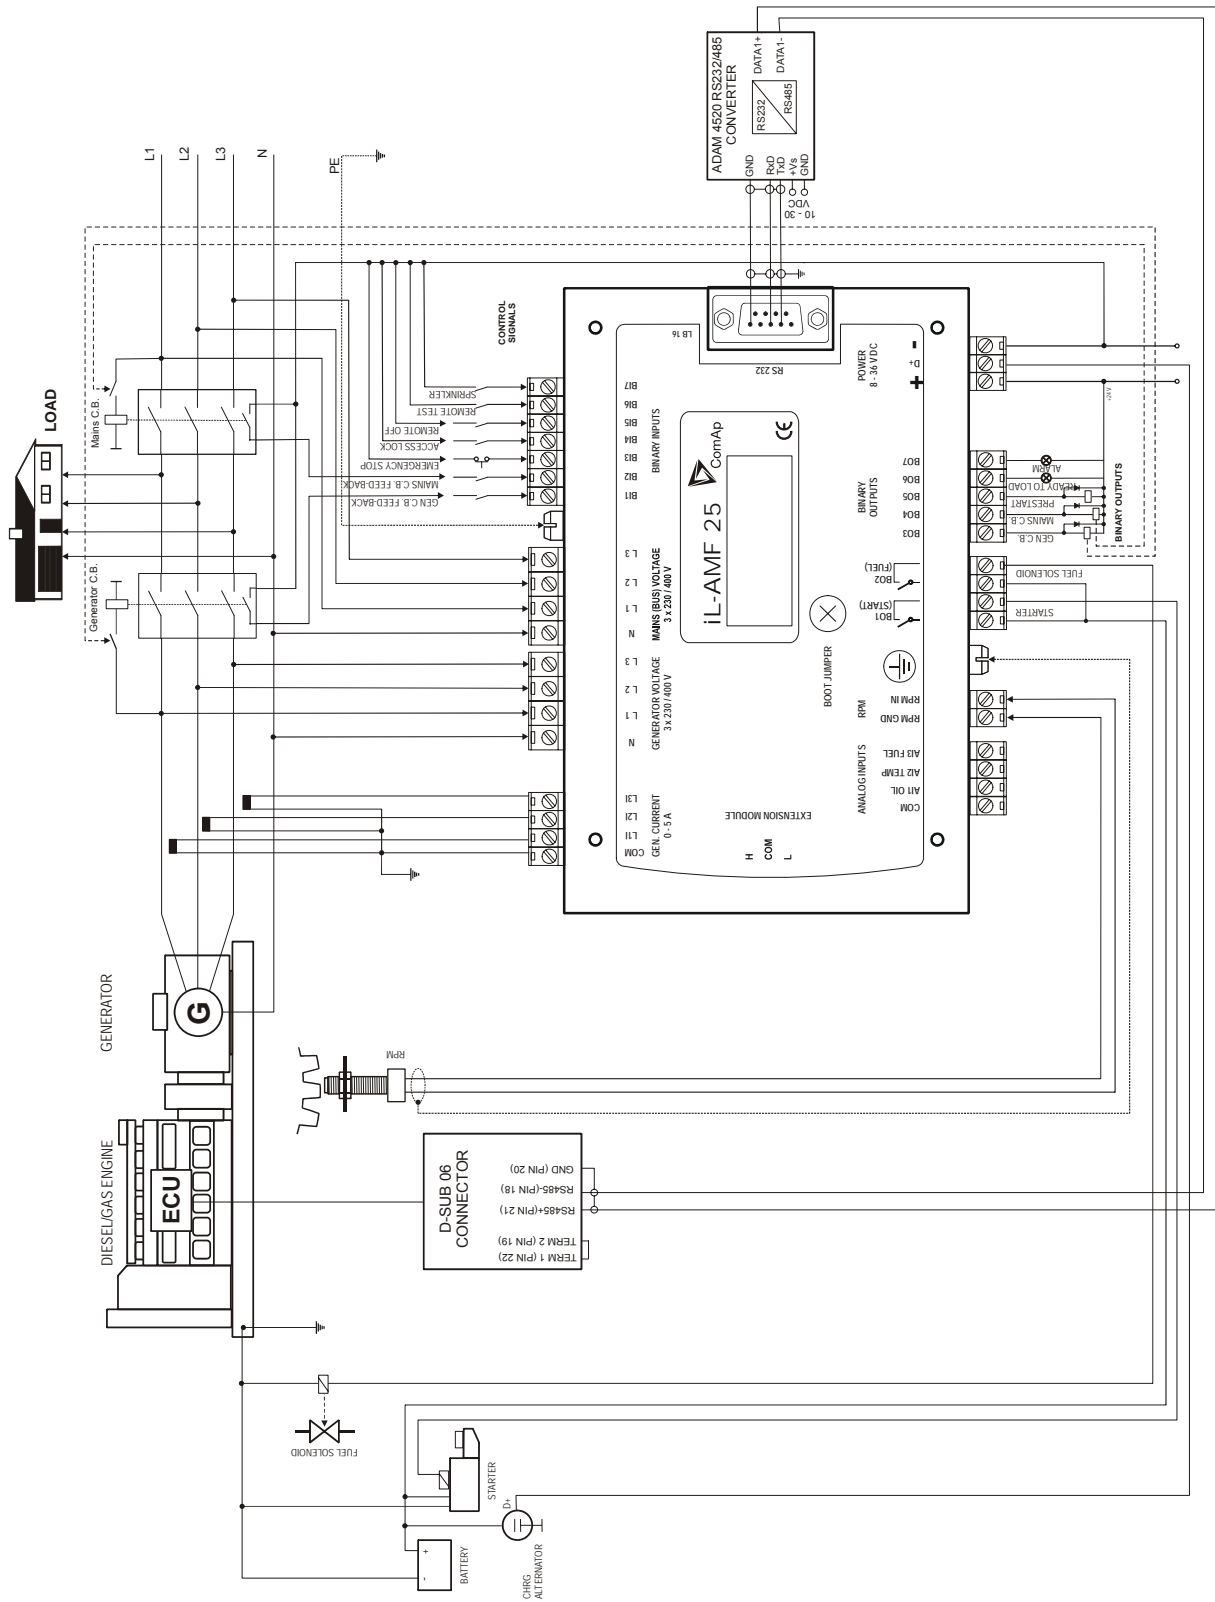 L1
L2
L3
N
PE
Mains C.B.
LOAD
Generator C.B.
GENERATOR
G
DIESEL/GAS ENGINE
ECU
FUEL SOLENOID
STARTER
D+
+
-
BATTERY
CHRG
ALTERNATOR
RPM
D-SUB 06
CONNECTOR
GND (PIN 20)
RS485-(PIN 18)
RS485+(PIN 21)
TERM 2 (PIN 19)
TERM 1 (PIN 22)
ADAM 4520 RS232/485
CONVERTER
DATA1+
DATA1-
RS232
RS485
GND
RxD
TxD
+Vs
GND
10 - 30
VDC
CONTROL
SIGNALS
SPRINKLER
REMOTE TEST
REMOTE OFF
ACCESS LOCK
EMERGENCY STOP
MAINS C.B. FEED-BACK
GEN. C.B. FEED-BACK
BI7
BI6
BI5
BI4
BI3
BI2
BI1
BINARY INPUTS
L 3
L 2
L 1
N
MAINS (BUS) VOLTAGE
3 x 230 / 400 V
L 3
L 2
L 1
N
GENERATOR VOLTAGE
3 x 230 / 400 V
L3I
L2I
L1I
COM
GEN. CURRENT
0 - 5 A
LB 16
RS 232
ComAp
iL-AMF 25
CE
BOOT JUMPER
EXTENSION MODULE
H
COM
L
POWER
8 - 36 VDC
-
D+
+
+24 V
BINARY
OUTPUTS
BO7
BO6
BO5
BO4
BO3
ALARM
READY TO LOAD
PRESTART
MAINS C.B.
GEN C.B.
BINARY OUTPUTS
(FUEL)
BO2
(START)
BO1
FUEL SOLENOID
STARTER
RPM
RPM IN
RPM GND
ANALOG INPUTS
AI3 FUEL
AI2 TEMP
AI1 OIL
COM